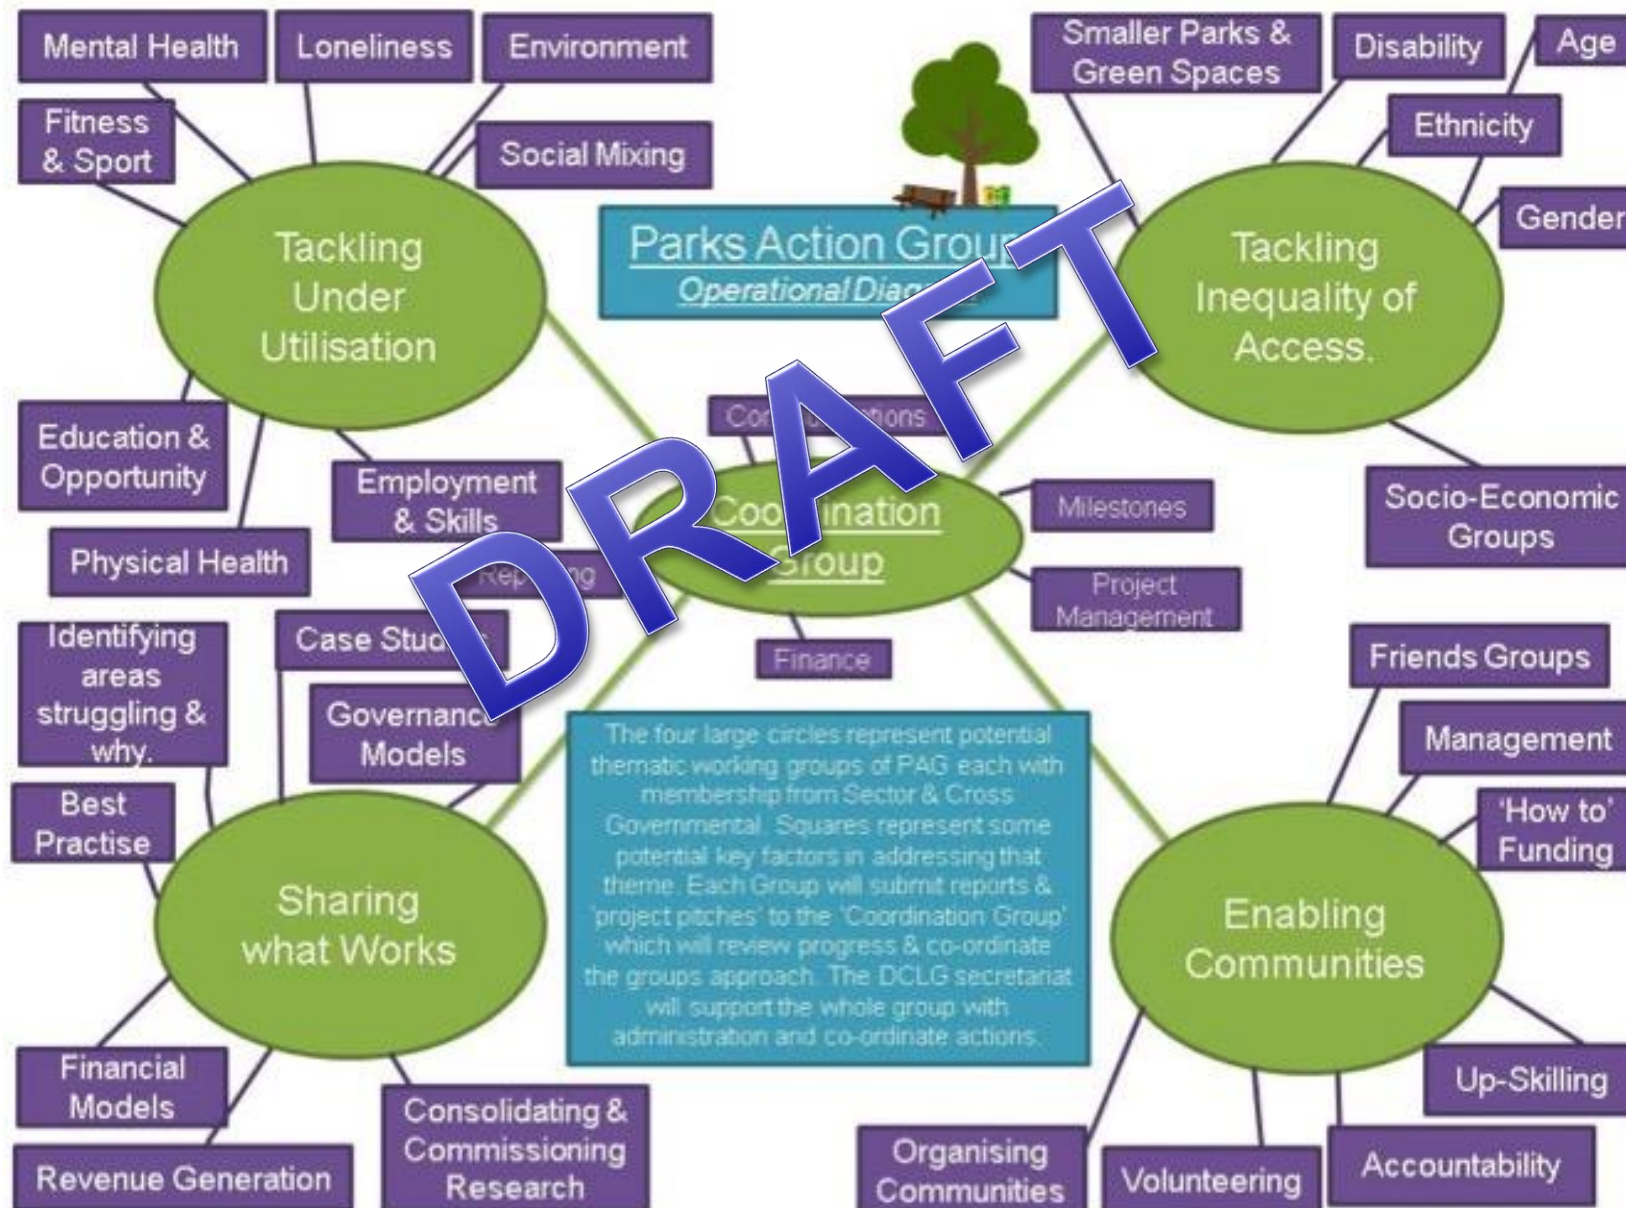 Mental Health
Loneliness
Environment
Fitness
& Sport
Social Mixing
Tackling
Under
Utilisation
Education &
Opportunity
Employment
& Skills
Physical Health
Parks Action Group
Operational
Smaller Parks &
Green Spaces
Disability
Age
Ethnicity
Gender
Tackling
Inequality of
Access.
Socio-Economic
Groups
DRAFT
Coordination
Group
Milestones
Project
Management
Reporting
Finance
Identifying
areas
struggling &
why.
Case Studies
Governance
Models
Best
Practise
Sharing
what Works
Financial
Models
Revenue Generation
Consolidating &
Commissioning
Research
The four large circles represent potential
thematic working groups of PAG each with
membership from Sector & Cross
Governmental. Squares represent some
potential key factors in addressing that
theme. Each Group will submit reports &
'project pitches' to the 'Coordination Group'
which will review progress & co-ordinate
the groups approach. The DCLG secretariat
will support the whole group with
administration and co-ordinate actions.
Friends Groups
Management
‘How to’
Funding
Enabling
Communities
Up-Skilling
Organising
Communities
Volunteering
Accountability